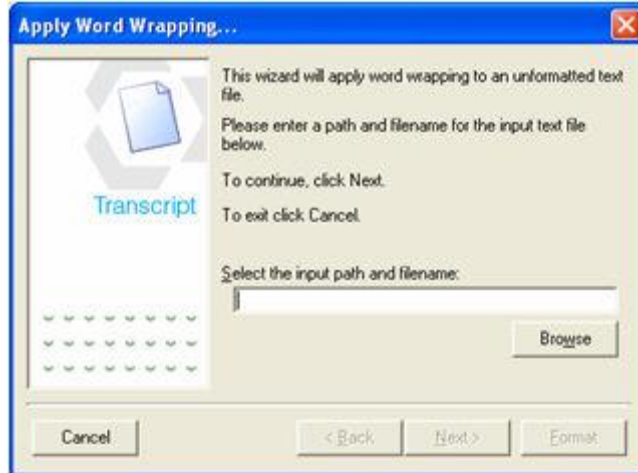 Apply Word Wrapping...
This wizard will apply word wrapping to an unformatted text
file.
Please enter a path and filename for the input text file
below.
To continue, click Next.
To exit click Cancel.
Transcript
Select the input path and filename:
Browse
Cancel
< Back
Next >
Format